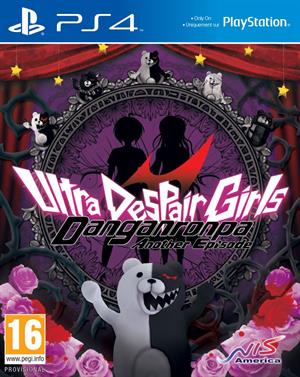 PS4
• Only On
• Uniquement sur
PlayStation
Ultra Despair Girls
Danganronpa
Another Episode
16
www.pegi.info
PROVISIONAL
NIS
America